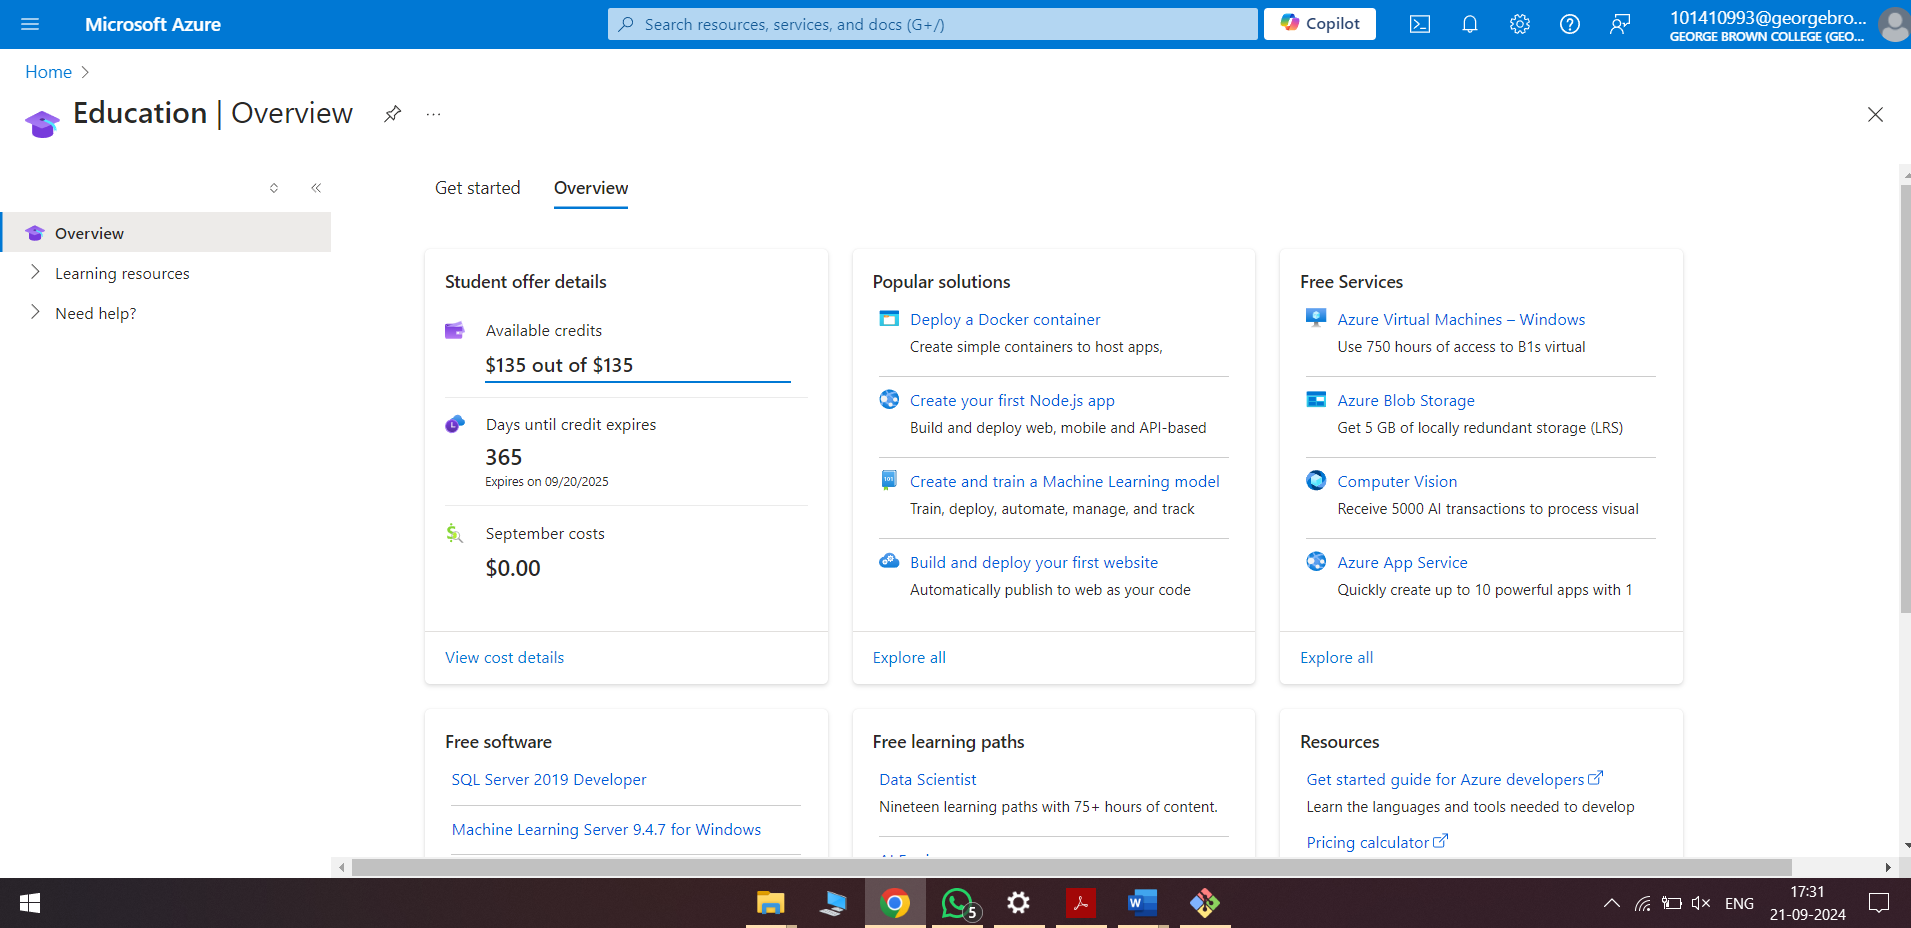 Microsoft Azure
Search resources, services, and docs (G+/)
Copilot
101410993@georgebro...
GEORGE BROWN COLLEGE (GEO...
Home
Education | Overview
Get started
Overview
Overview
Learning resources
Need help?
Student offer details
Available credits
$135 out of $135
Days until credit expires
365
Expires on 09/20/2025
September costs
$0.00
View cost details
Popular solutions
Deploy a Docker container
Create simple containers to host apps,
Create your first Node.js app
Build and deploy web, mobile and API-based
Create and train a Machine Learning model
Train, deploy, automate, manage, and track
Build and deploy your first website
Automatically publish to web as your code
Explore all
Free Services
Azure Virtual Machines – Windows
Use 750 hours of access to B1s virtual
Azure Blob Storage
Get 5 GB of locally redundant storage (LRS)
Computer Vision
Receive 5000 AI transactions to process visual
Azure App Service
Quickly create up to 10 powerful apps with 1
Explore all
Free software
SQL Server 2019 Developer
Machine Learning Server 9.4.7 for Windows
Free learning paths
Data Scientist
Nineteen learning paths with 75+ hours of content.
Resources
Get started guide for Azure developers
Learn the languages and tools needed to develop
Pricing calculator
5
ENG
17:31
21-09-2024